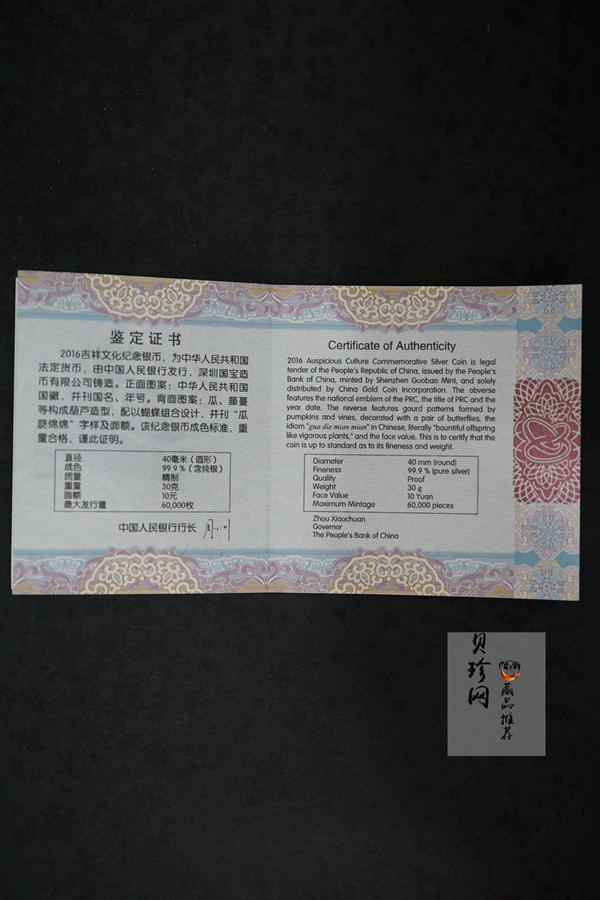 鉴定证书
2016吉祥文化纪念银币，为中华人民共和国
法定货币，由中国人民银行发行，深圳国宝造
币有限公司铸造。正面图案：中华人民共和国
国徽，并刊国名、年号。背面图案：瓜、藤蔓
等构成葫芦造型，配以蝴蝶组合设计，并刊“瓜
瓞绵绵”字样及面额。该纪念银币成色标准，重
量合格，谨此证明。
直径 40毫米（圆形）
成色 99.9％（含纯银）
质量 精制
重量 30克
面额 10元
最大发行量 60,000枚
中国人民银行行长
Certificate of Authenticity
2016 Auspicious Culture Commemorative Silver Coin is legal
tender of the People's Republic of China, issued by the People's
Bank of China, minted by Shenzhen Guobao Mint, and solely
distributed by China Gold Coin Incorporation. The obverse
features the national emblem of the PRC, the title of PRC and the
year date. The reverse features gourd patterns formed by
pumpkins and vines, decorated with a pair of butterflies, the
idiom "gua die mian mian" in Chinese, literally "bountiful offspring
like vigorous plants," and the face value. This is to certify that the
coin is up to standard as to its fineness and weight.
Diameter 40 mm (round)
Fineness 99.9 % (pure silver)
Quality Proof
Weight 30 g
Face Value 10 Yuan
Maximum Mintage 60,000 pieces
Zhou Xiaochuan
Governor
The People's Bank of China
贝珍网
藏品推荐